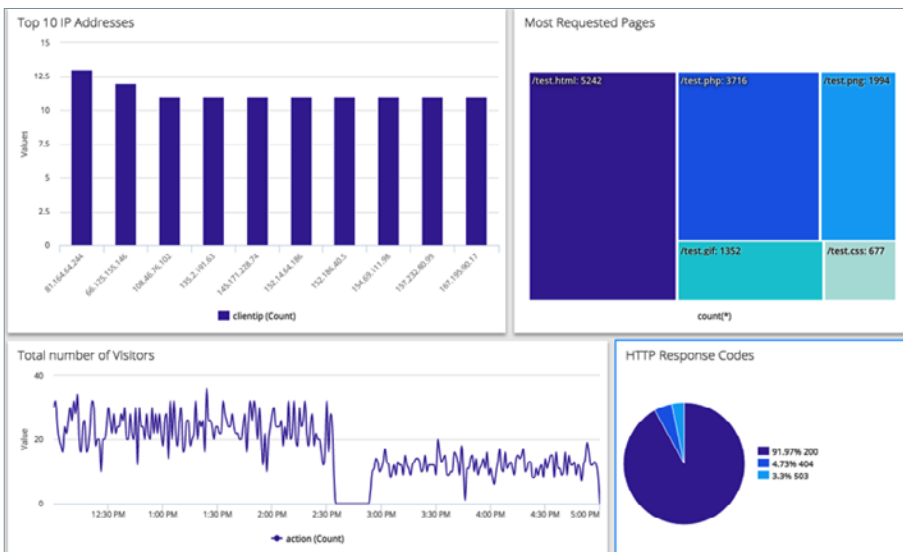 Top 10 IP Addresses
15
12.5
10
7.5
5
2.5
0
Values
81.164.64.244
66.125.155.146
108.46.76.102
135.2.191.63
145.171.228.74
152.14.64.186
152.186.40.5
154.69.111.98
157.232.60.99
167.195.90.17
clientip (Count)
Most Requested Pages
/test.html: 5242
/test.php: 3716
/test.png: 1994
/test.gif: 1352
/test.css: 677
count(*)
Total number of Visitors
40
20
0
Value
12:30 PM
1:00 PM
1:30 PM
2:00 PM
2:30 PM
3:00 PM
3:30 PM
4:00 PM
4:30 PM
5:00 PM
action (Count)
HTTP Response Codes
91.97% 200
4.73% 404
3.3% 503